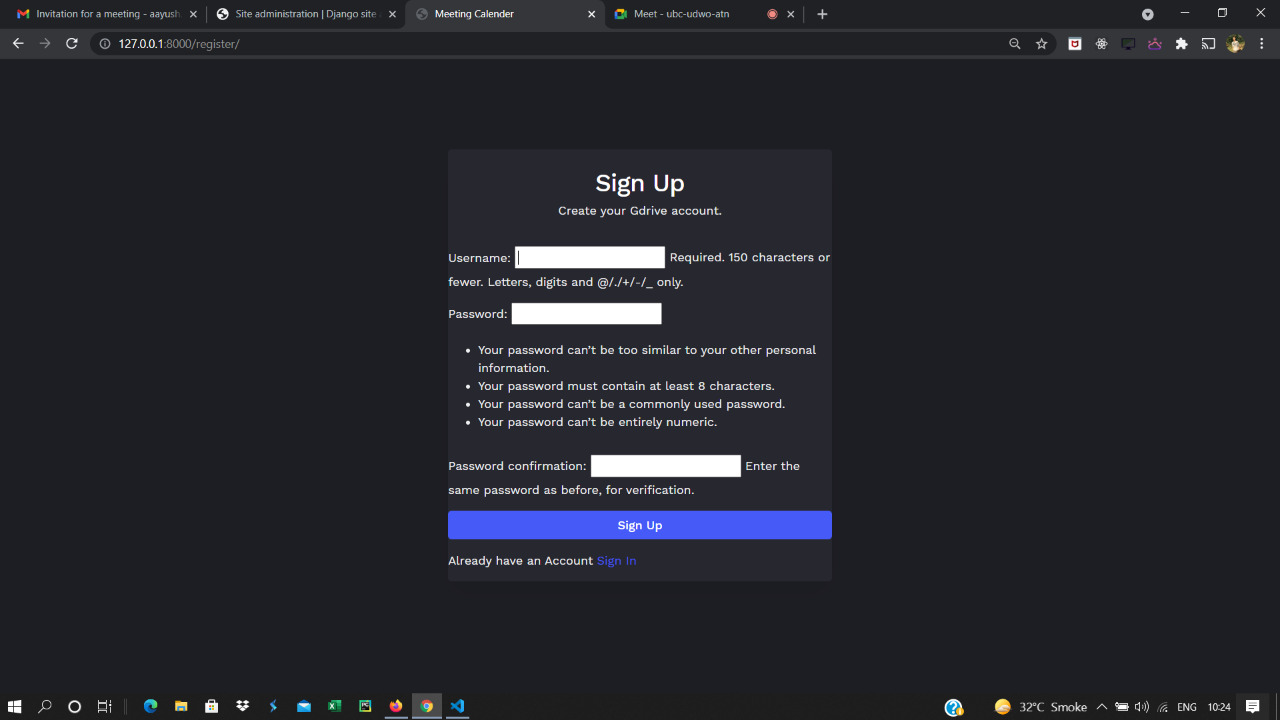 Invitation for a meeting - aayush
Site administration | Django site a
Meeting Calender
Meet - ubc-udwo-atn
127.0.0.1:8000/register/
Sign Up
Create your Gdrive account.
Username: Required. 150 characters or
fewer. Letters, digits and @/./+/-/_ only.
Password:
• Your password can't be too similar to your other personal
information.
• Your password must contain at least 8 characters.
• Your password can't be a commonly used password.
• Your password can't be entirely numeric.
Password confirmation: Enter the
same password as before, for verification.
Sign Up
Already have an Account Sign In
32°C Smoke ENG 10:24